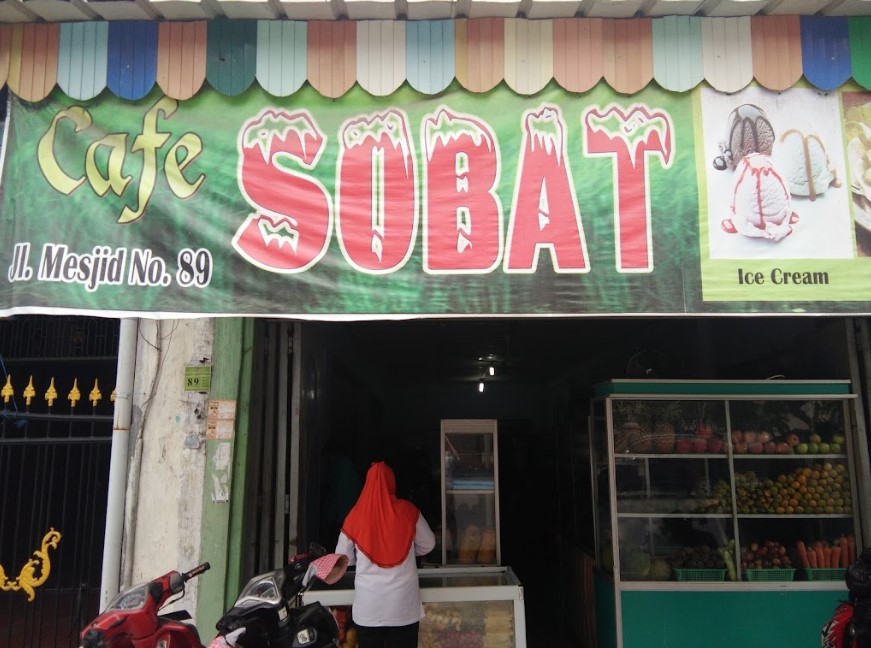 Cafe
SOBAT
Jl. Mesjid No. 89
Ice Cream
89